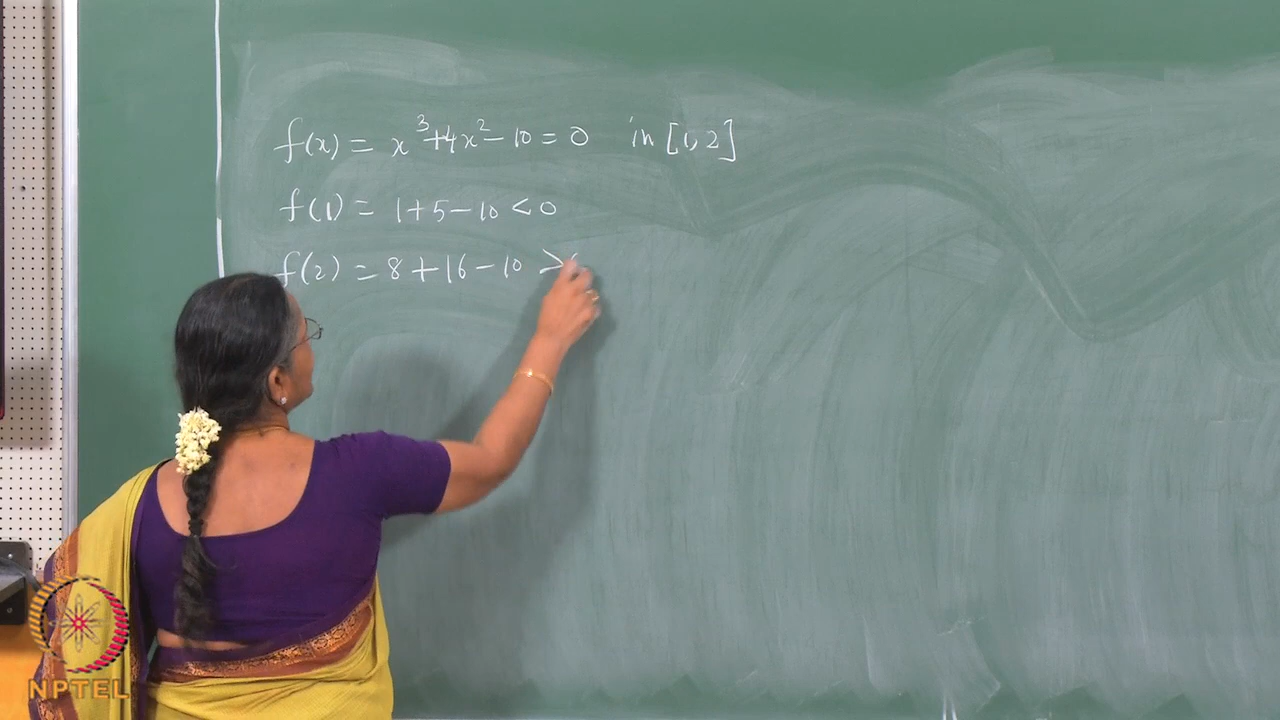 f(x) = x³+4x²-10 = 0 in [1, 2]
f(1) = 1+5-10 < 0
f(2) = 8+16-10 >
NPTEL